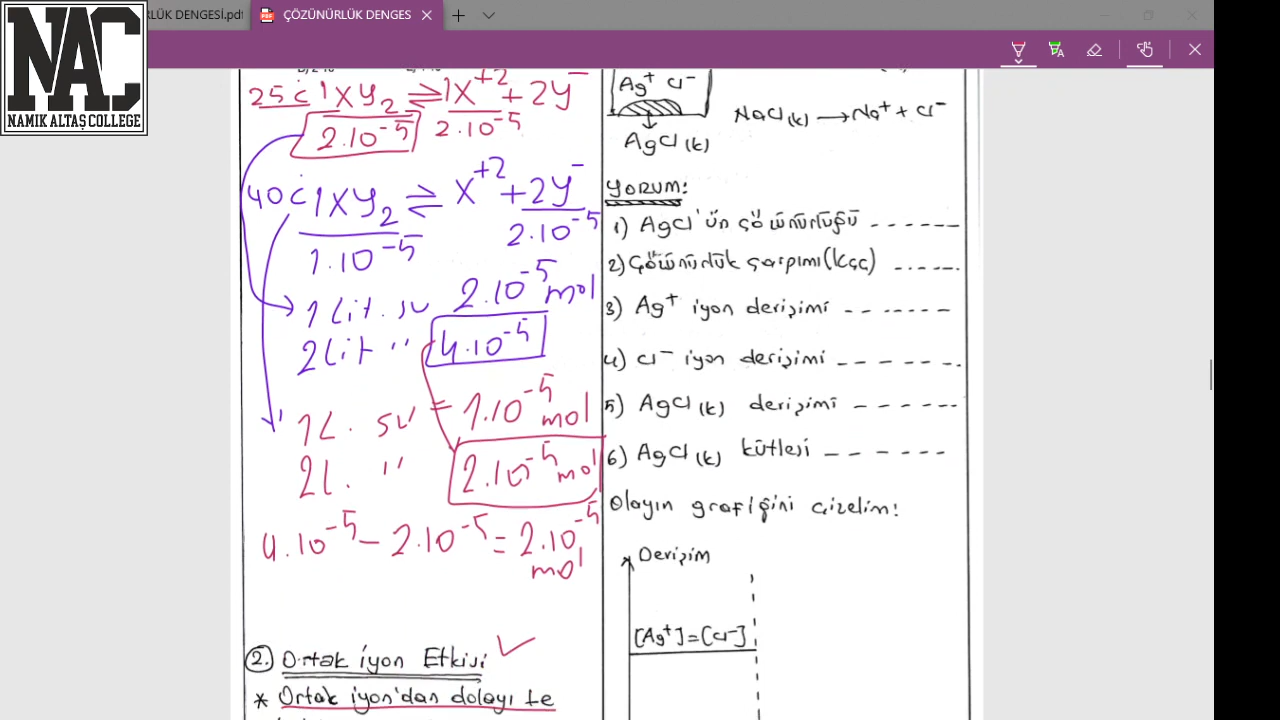 RLÜK DENGESİ.pdf
ÇÖZÜNÜRLÜK DENGES
NAC
NAMIK ALTAŞ COLLEGE
25°C 1XY₂ ⇌ 1X⁺² + 2Y⁻
2.10⁻⁵ 2.10⁻⁵
40°C 1XY₂ ⇌ X⁺² + 2Y⁻
1.10⁻⁵ 2.10⁻⁵
1 Lit. su 2.10⁻⁵ mol
2 Lit " 4.10⁻⁵
1L. su = 1.10⁻⁵ mol
2L. " 2.10⁻⁵ mol
4.10⁻⁵ – 2.10⁻⁵ = 2.10⁻⁵ mol
2. Ortak iyon Etkisi
* Ortak iyon'dan dolayı te
Ag⁺ Cl⁻
AgCl(k)
NaCl(k) → Na⁺ + Cl⁻
YORUM:
1) AgCl'ün çözünürlüğü - - - - - - -
2) Çözünürlük çarpımı (Kçç) - - - - - -
3) Ag⁺ iyon derişimi - - - - - - -
4) Cl⁻ iyon derişimi - - - - - - -
5) AgCl(k) derişimi - - - - - - -
6) AgCl(k) kütlesi - - - - - - -
Olayın grafiğini çizelim!
Derişim
[Ag⁺]=[Cl⁻]